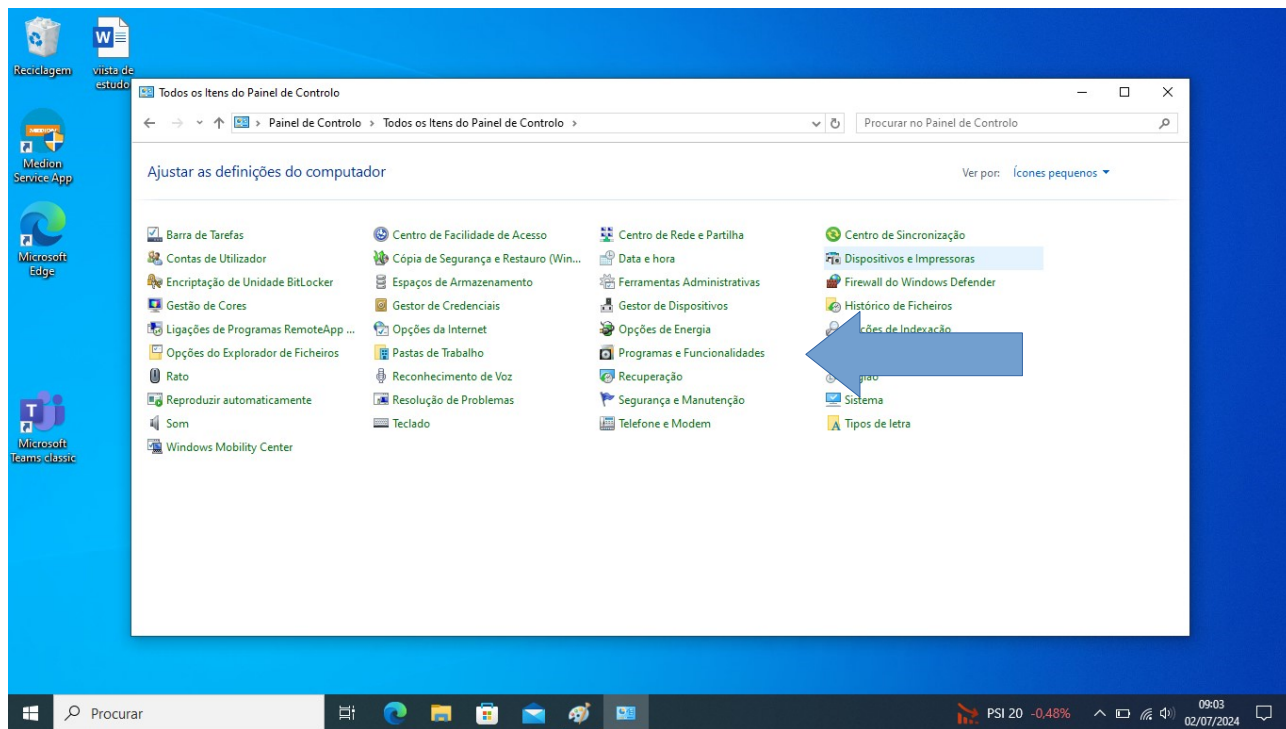 Reciclagem
viista de
estudo
Todos os Itens do Painel de Controlo
Painel de Controlo > Todos os Itens do Painel de Controlo >
Procurar no Painel de Controlo
MEDION
Medion
Service App
Ajustar as definições do computador
Ver por: Ícones pequenos
Microsoft
Edge
Barra de Tarefas
Centro de Facilidade de Acesso
Centro de Rede e Partilha
Centro de Sincronização
Contas de Utilizador
Cópia de Segurança e Restauro (Win...
Data e hora
Dispositivos e Impressoras
Encriptação de Unidade BitLocker
Espaços de Armazenamento
Ferramentas Administrativas
Firewall do Windows Defender
Gestão de Cores
Gestor de Credenciais
Gestor de Dispositivos
Histórico de Ficheiros
Ligações de Programas RemoteApp ...
Opções da Internet
Opções de Energia
de Indexação
Opções do Explorador de Ficheiros
Pastas de Trabalho
Programas e Funcionalidades
Rato
Reconhecimento de Voz
Recuperação
Reproduzir automaticamente
Resolução de Problemas
Segurança e Manutenção
Sistema
Som
Teclado
Telefone e Modem
Tipos de letra
Windows Mobility Center
Microsoft
Teams classic
Procurar
PSI 20 -0,48%
09:03
02/07/2024